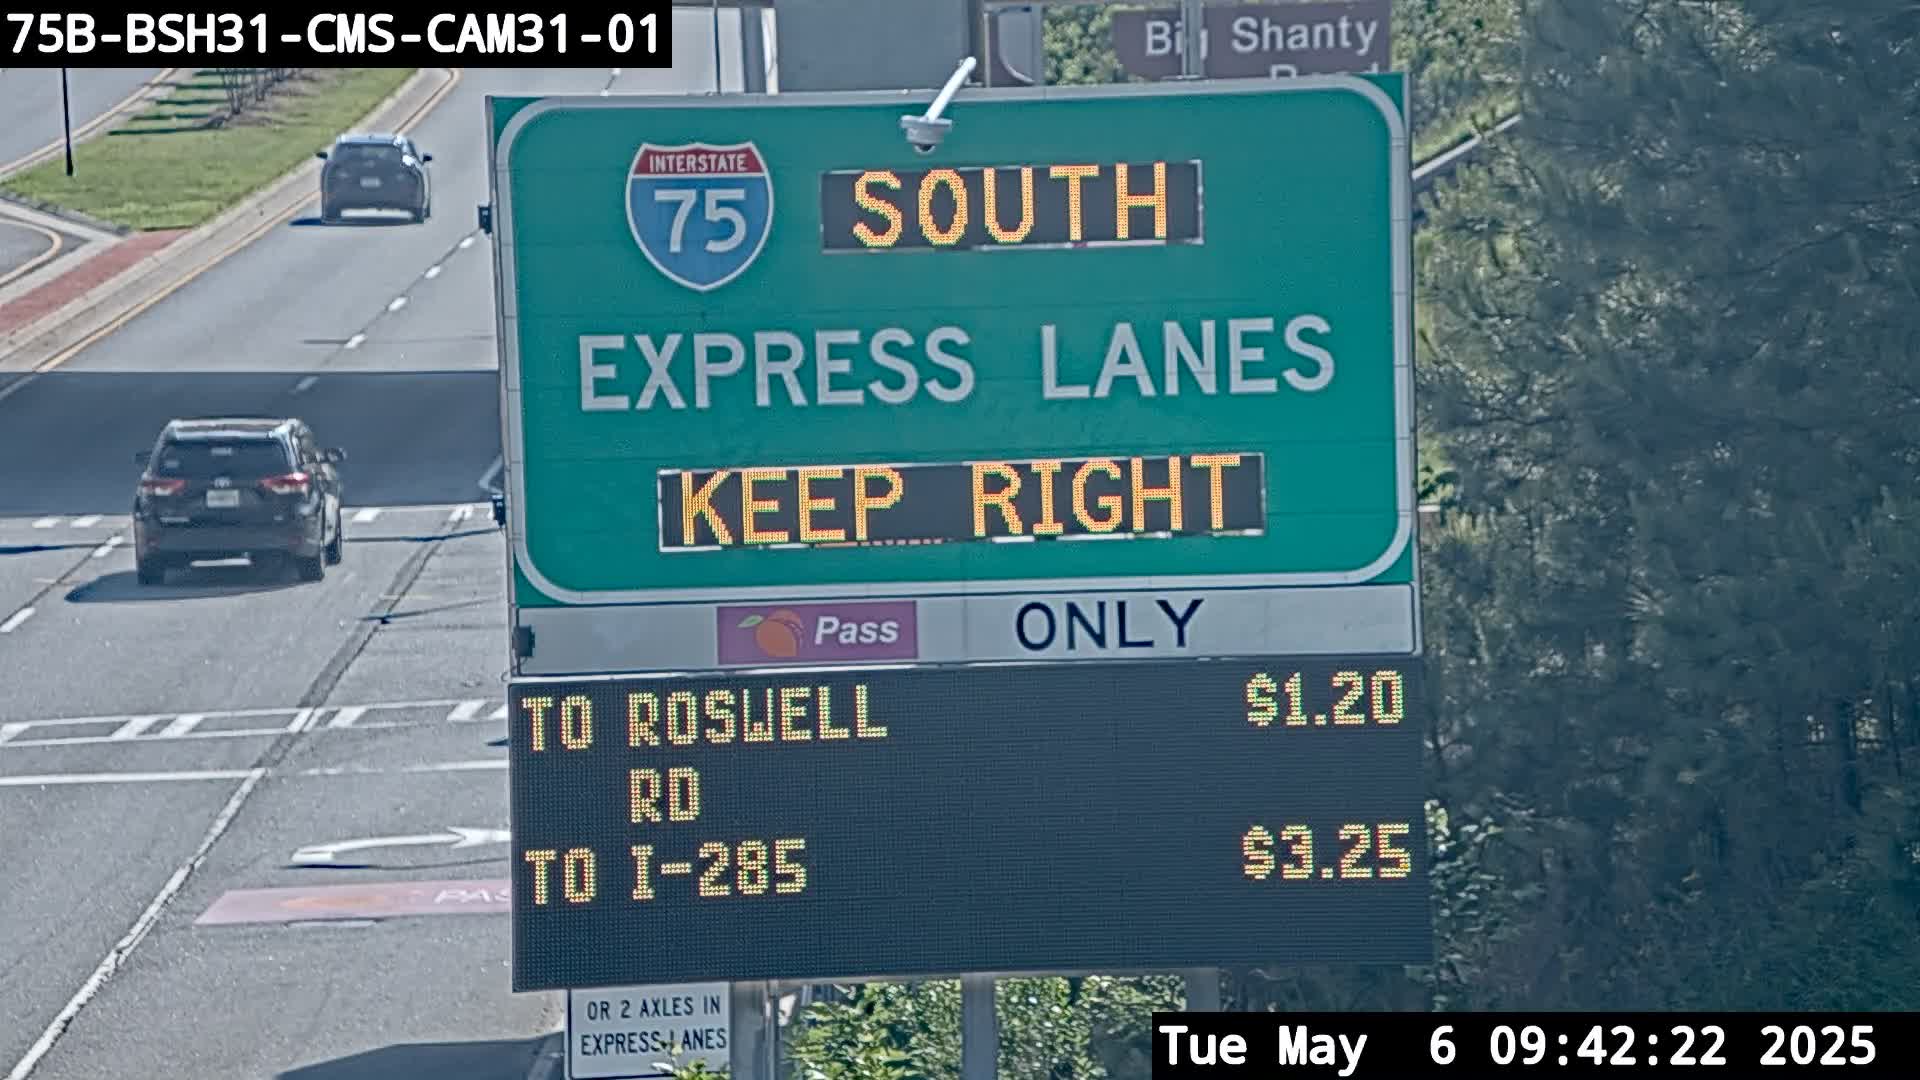 75B-BSH31-CMS-CAM31-01
Big Shanty
Road
INTERSTATE
75
SOUTH
EXPRESS LANES
KEEP RIGHT
Pass
ONLY
TO ROSWELL $1.20
RD
TO I-285 $3.25
PAS
OR 2 AXLES IN
EXPRESS LANES
Tue May 6 09:42:22 2025